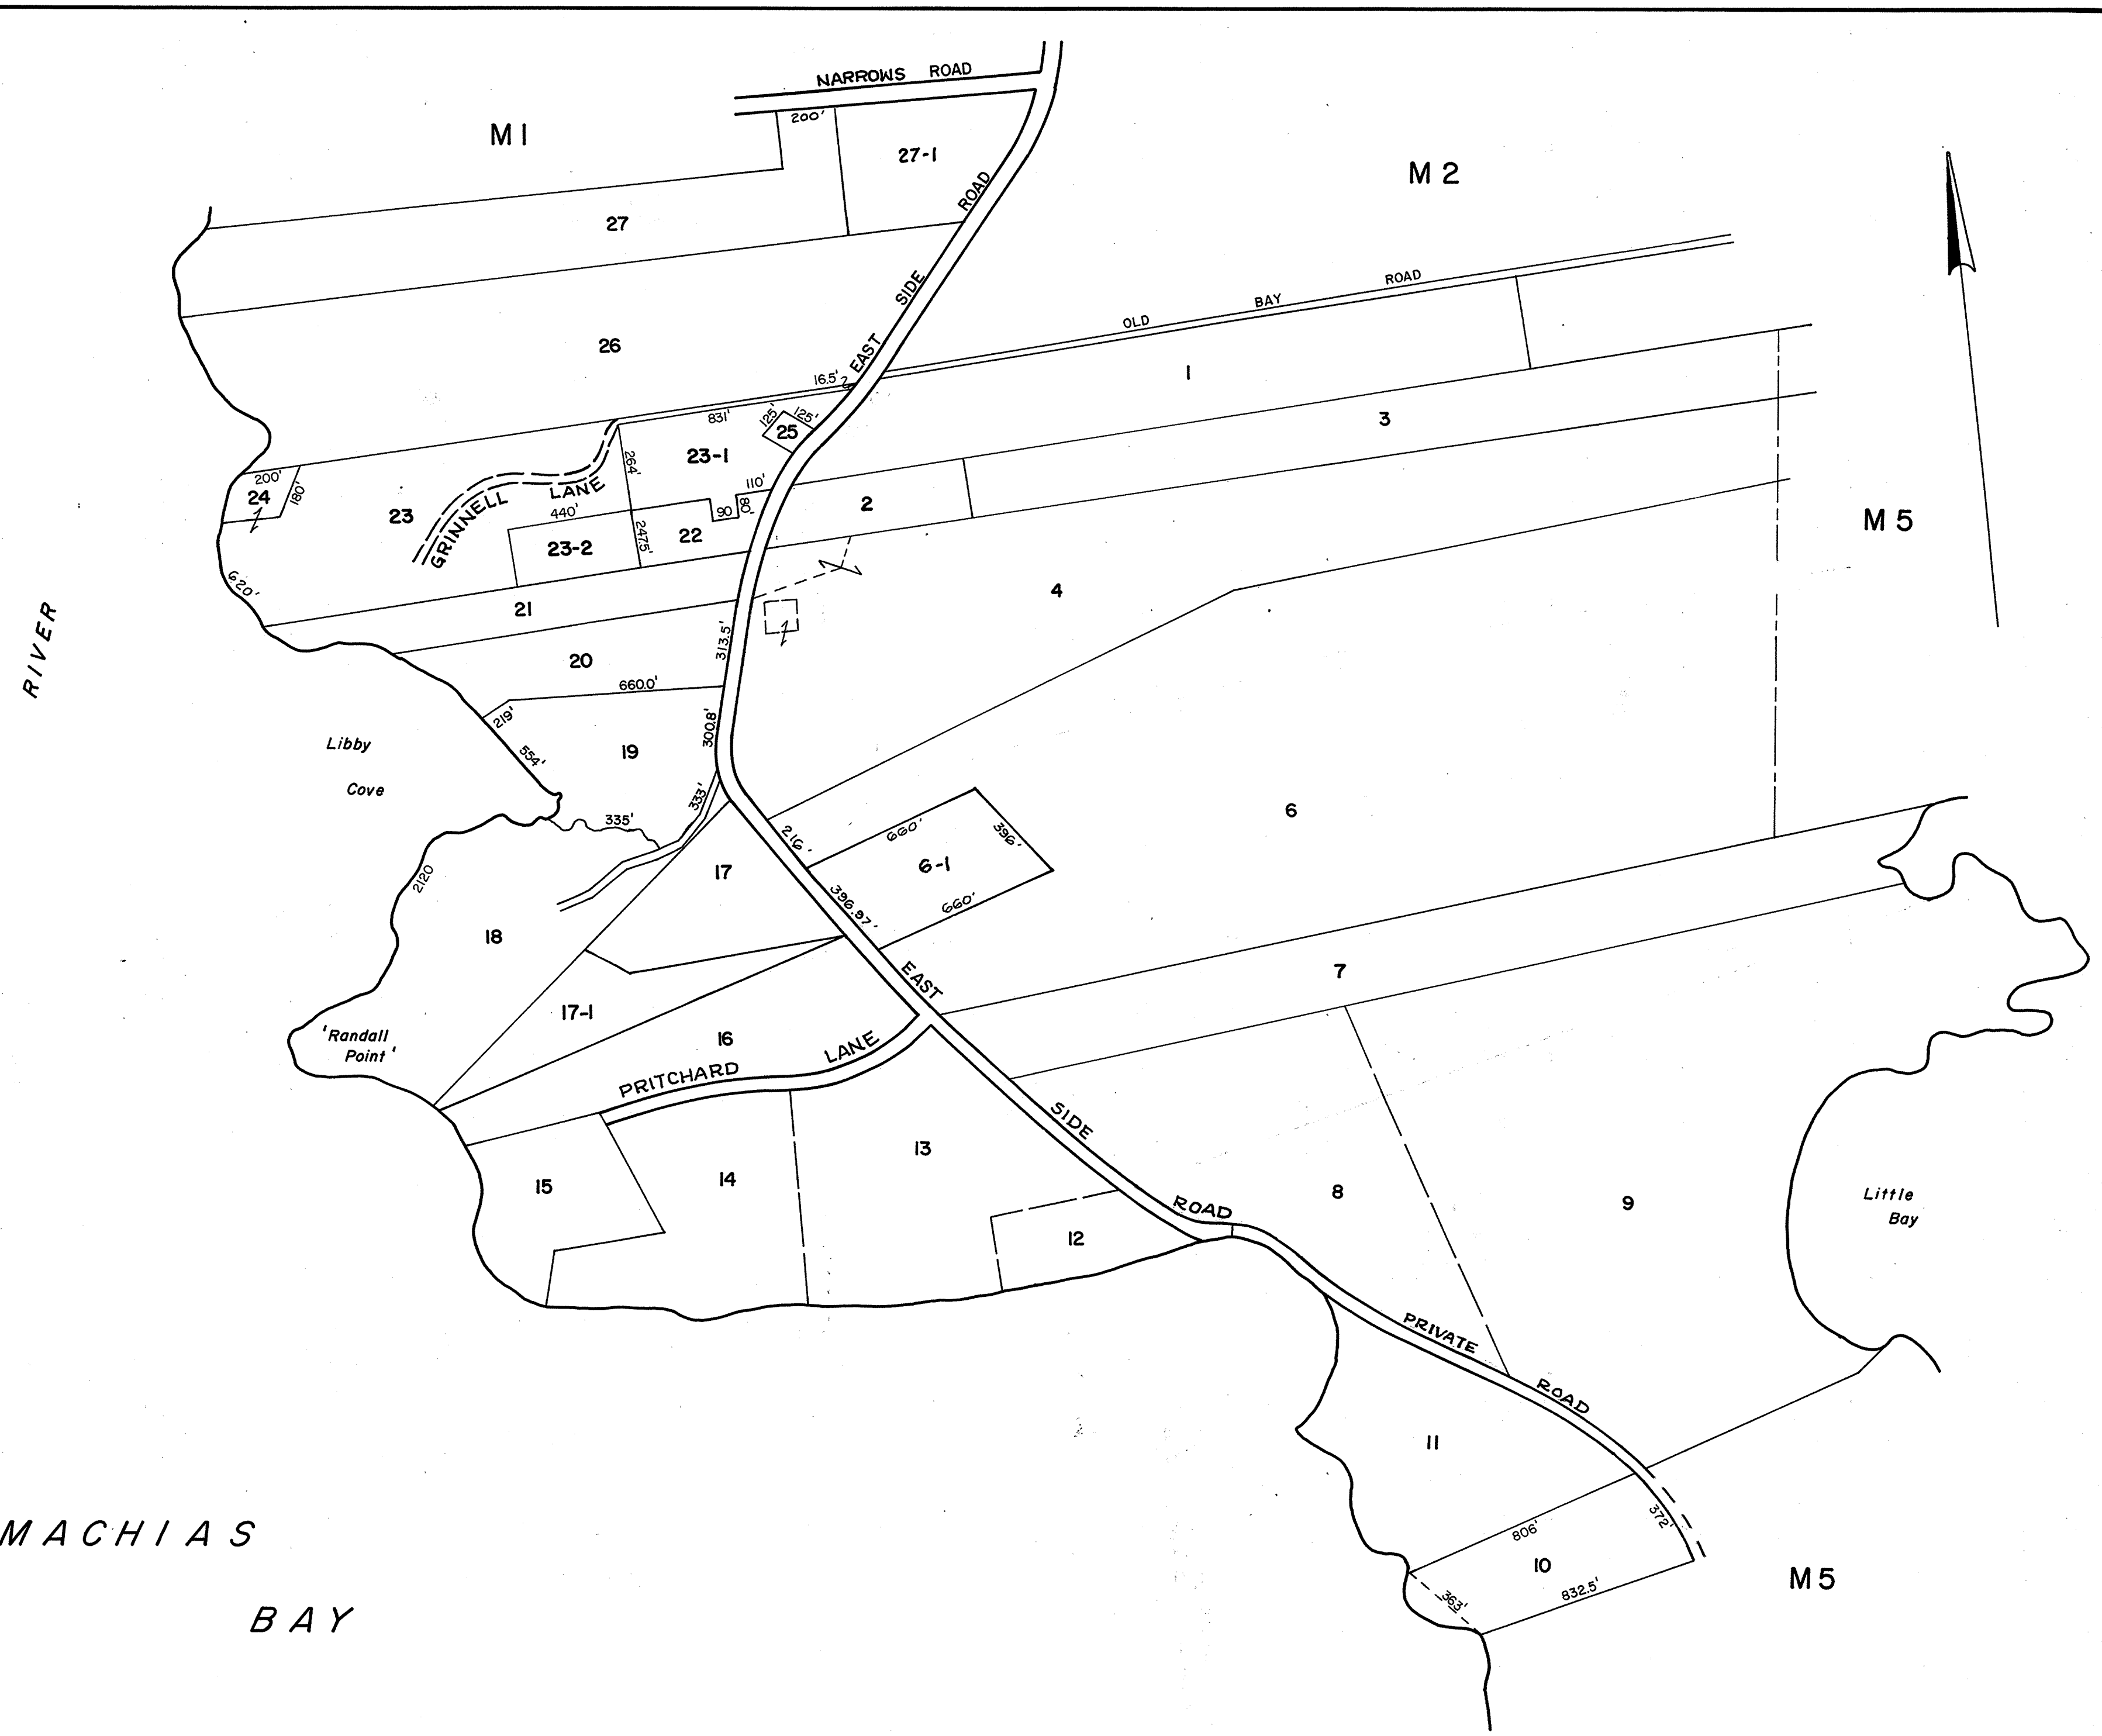 NARROWS ROAD
200'
M 1
27-1
M 2
ROAD
27
SIDE
OLD BAY ROAD
26
EAST
16.5'
1
831'
125'
125'
25
3
23-1
264'
200'
24
180'
110'
80'
90
2
23
GRINNELL LANE
440'
23-2
247.5'
22
M 5
620'
21
4
RIVER
313.5'
20
660.0'
219'
300.8'
Libby
Cove
554'
19
333'
335'
6
216'
660'
396'
6-1
17
2120
396.97'
660'
18
EAST
7
17-1
'Randall
Point'
16
PRITCHARD LANE
SIDE
13
14
15
8
9
Little
Bay
ROAD
12
PRIVATE
ROAD
11
372'
MACHIAS
BAY
806'
10
363'
832.5'
M 5